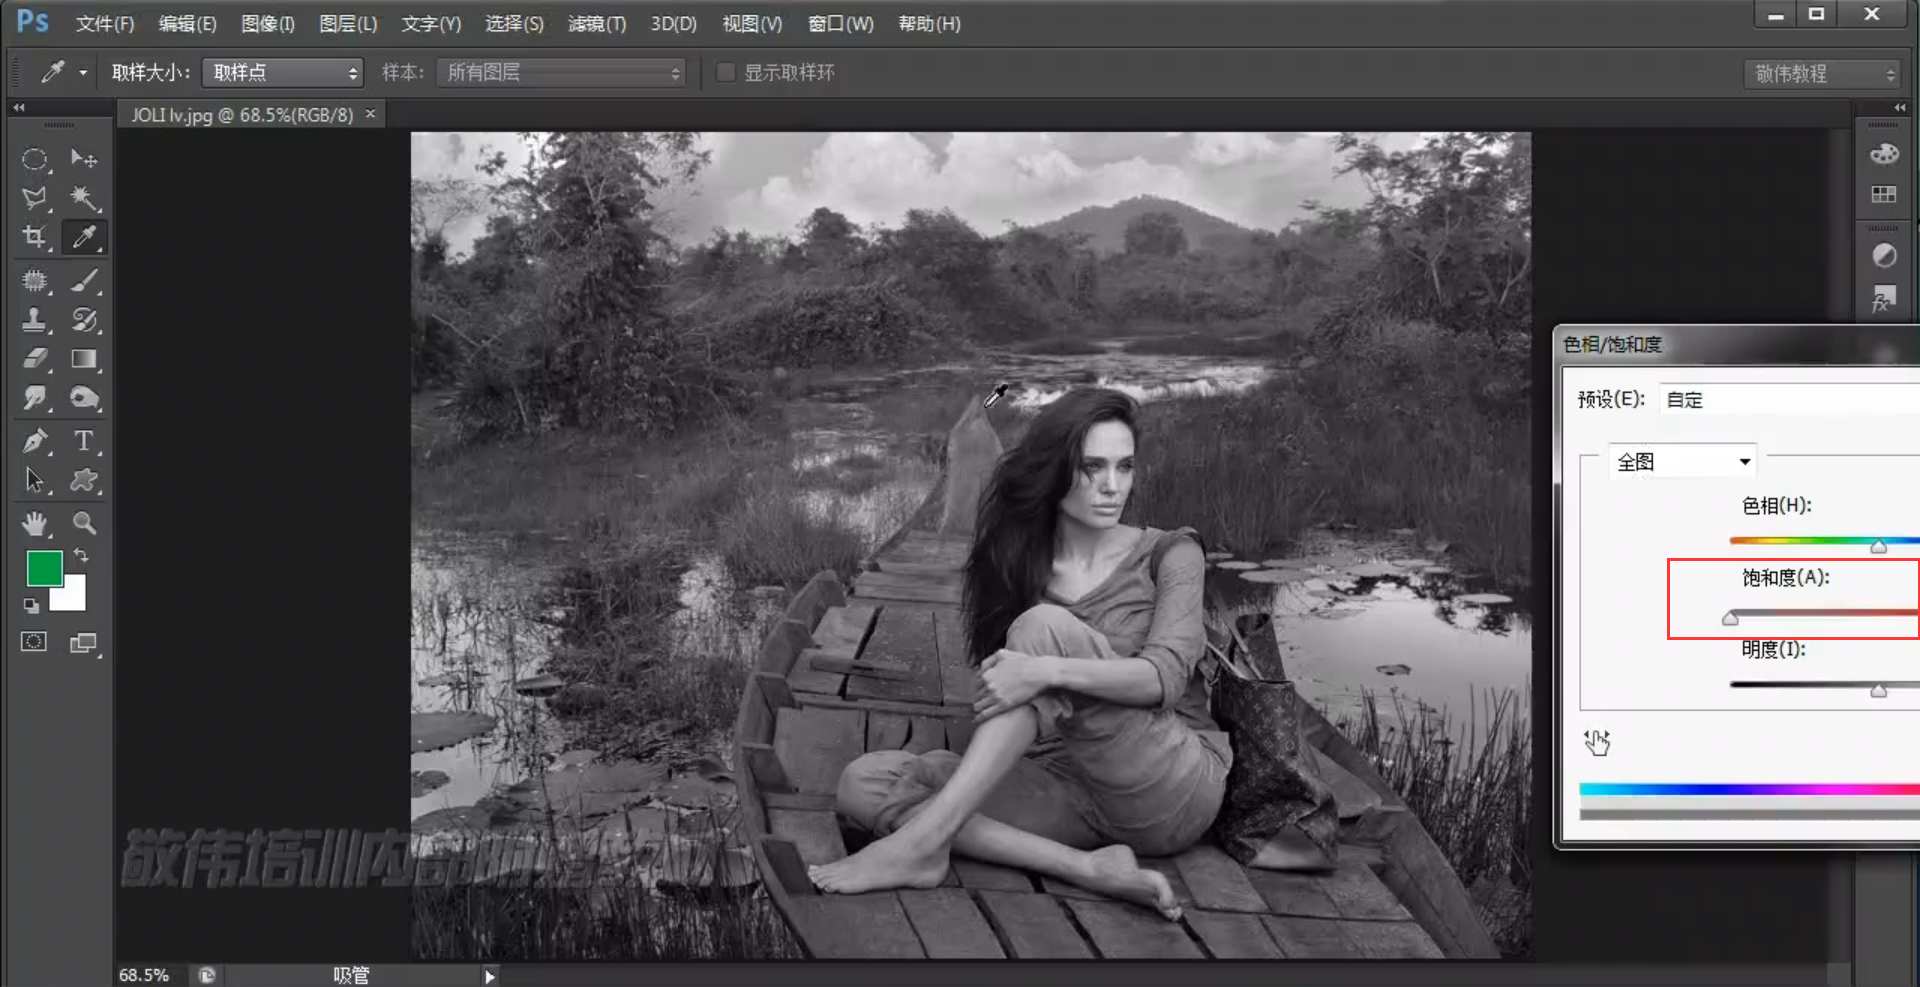 Ps 文件(F) 编辑(E) 图像(I) 图层(L) 文字(Y) 选择(S) 滤镜(T) 3D(D) 视图(V) 窗口(W) 帮助(H)
取样大小: 取样点 样本: 所有图层 显示取样环 敬伟教程
JOLI lv.jpg @ 68.5%(RGB/8) ×
色相/饱和度
预设(E): 自定
全图
色相(H):
饱和度(A):
明度(I):
敬伟培训内部
68.5% 吸管